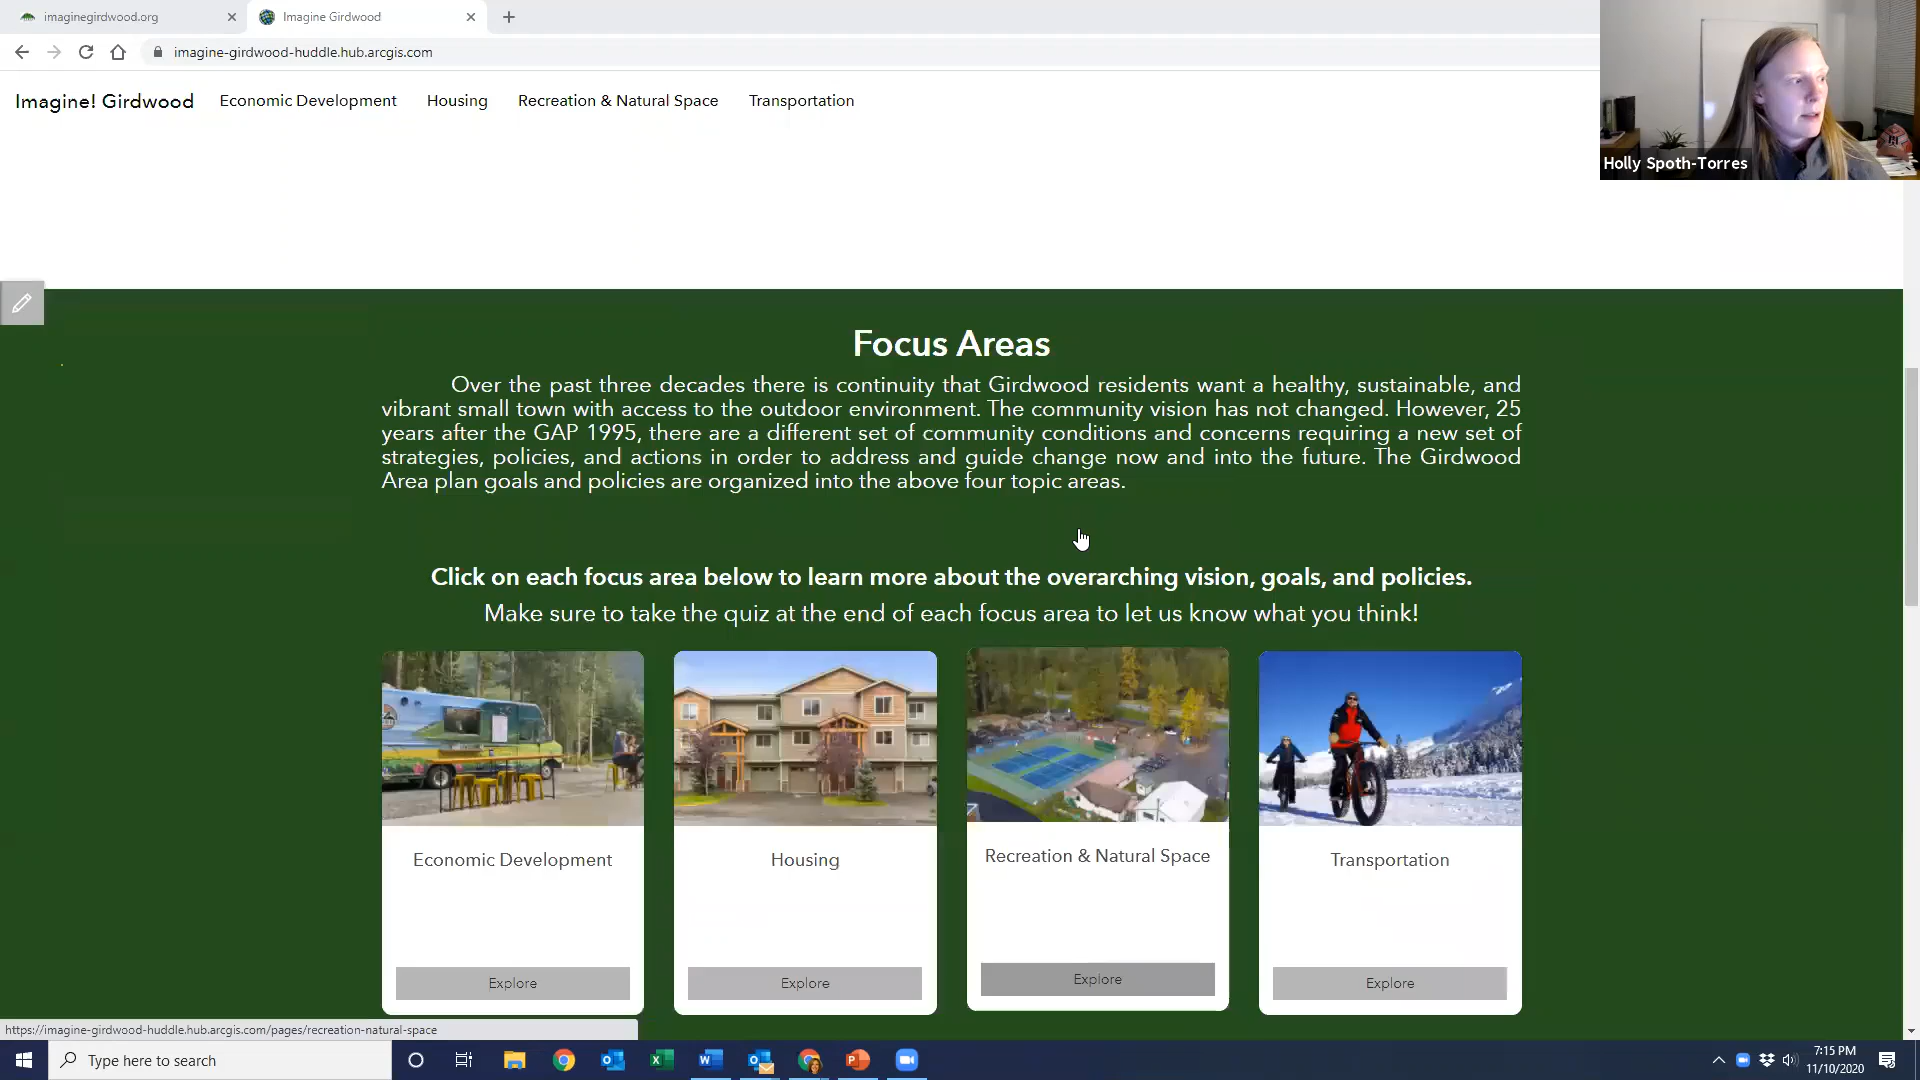 imaginegirdwood.org
Imagine Girdwood
imagine-girdwood-huddle.hub.arcgis.com
Imagine! Girdwood Economic Development Housing Recreation & Natural Space Transportation
Holly Spoth-Torres
Focus Areas
Over the past three decades there is continuity that Girdwood residents want a healthy, sustainable, and
vibrant small town with access to the outdoor environment. The community vision has not changed. However, 25
years after the GAP 1995, there are a different set of community conditions and concerns requiring a new set of
strategies, policies, and actions in order to address and guide change now and into the future. The Girdwood
Area plan goals and policies are organized into the above four topic areas.
Click on each focus area below to learn more about the overarching vision, goals, and policies.
Make sure to take the quiz at the end of each focus area to let us know what you think!
Economic Development
Housing
Recreation & Natural Space
Transportation
Explore
Explore
Explore
Explore
https://imagine-girdwood-huddle.hub.arcgis.com/pages/recreation-natural-space
Type here to search
7:15 PM
11/10/2020